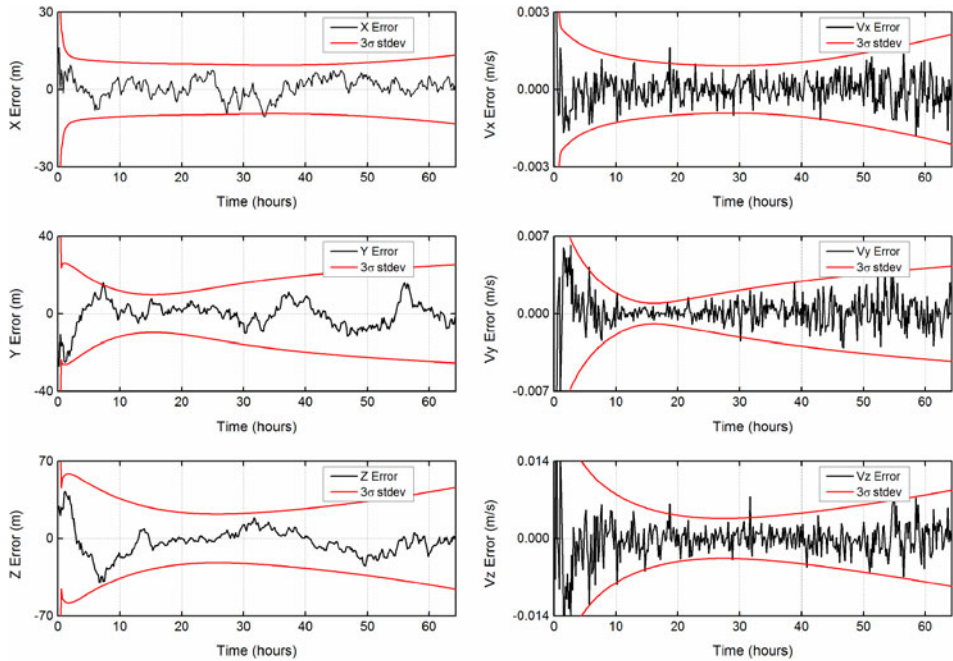 30
X Error
3σ stdev
X Error (m)
0
-30
0 10 20 30 40 50 60
Time (hours)
0.003
Vx Error
3σ stdev
Vx Error (m/s)
0.000
-0.003
0 10 20 30 40 50 60
Time (hours)
40
Y Error
3σ stdev
Y Error (m)
0
-40
0 10 20 30 40 50 60
Time (hours)
0.007
Vy Error
3σ stdev
Vy Error (m/s)
0.000
-0.007
0 10 20 30 40 50 60
Time (hours)
70
Z Error
3σ stdev
Z Error (m)
0
-70
0 10 20 30 40 50 60
Time (hours)
0.014
Vz Error
3σ stdev
Vz Error (m/s)
0.000
-0.014
0 10 20 30 40 50 60
Time (hours)